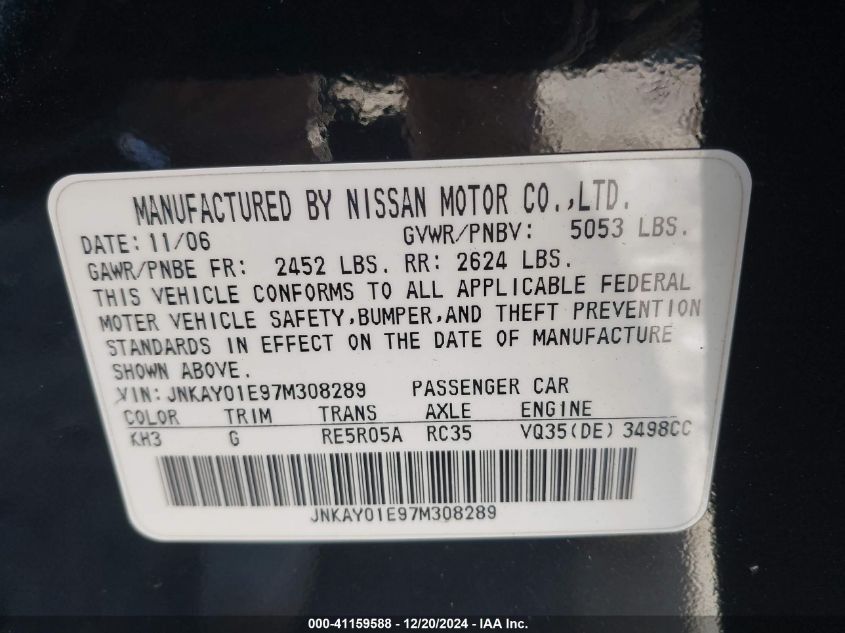 MANUFACTURED BY NISSAN MOTOR CO.,LTD.
DATE: 11/06 GVWR/PNBV: 5053 LBS.
GAWR/PNBE FR: 2452 LBS. RR: 2624 LBS.
THIS VEHICLE CONFORMS TO ALL APPLICABLE FEDERAL
MOTER VEHICLE SAFETY,BUMPER,AND THEFT PREVENTION
STANDARDS IN EFFECT ON THE DATE OF MANUFACTURE
SHOWN ABOVE.
VIN: JNKAY01E97M308289 PASSENGER CAR
COLOR TRIM TRANS AXLE ENGINE
KH3 G RE5R05A RC35 VQ35(DE) 3498CC
JNKAY01E97M308289
000-41159588 - 12/20/2024 - IAA Inc.